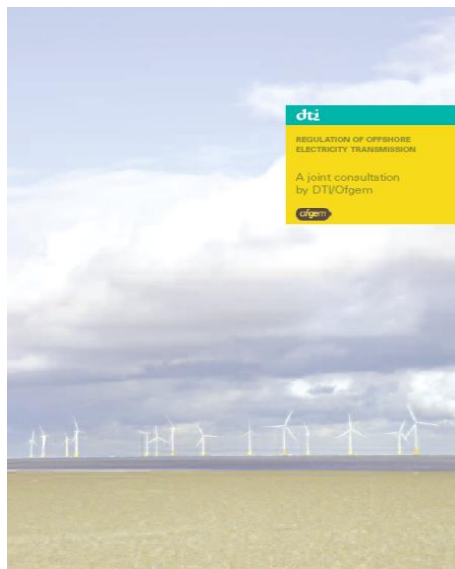 dti
REGULATION OF OFFSHORE
ELECTRICITY TRANSMISSION
A joint consultation
by DTI/Ofgem
ofgem